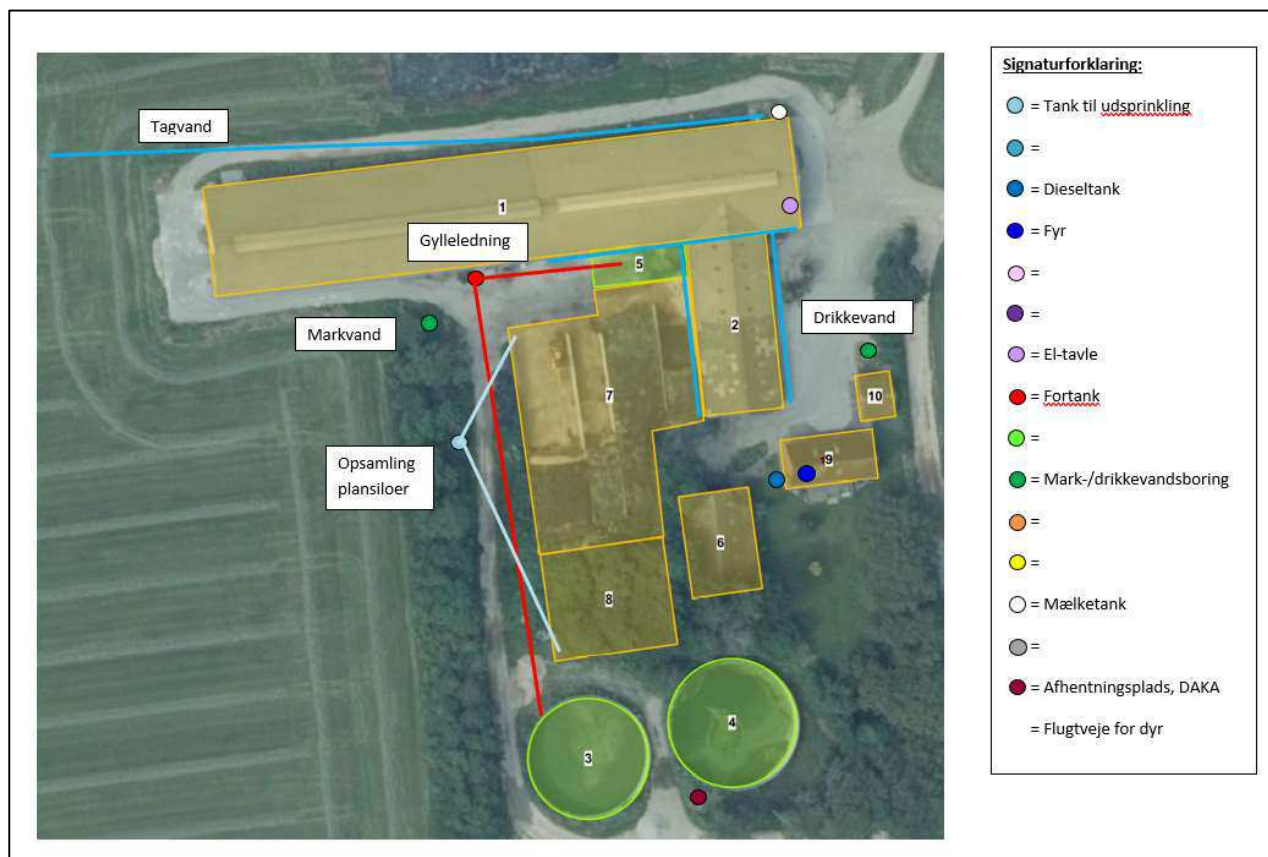 Tagvand
1
Gylleledning
5
Markvand
2
Drikkevand
7
10
Opsamling
plansiloer
9
6
8
4
3
Signaturforklaring:
= Tank til udsprinkling
=
= Dieseltank
= Fyr
=
=
= El-tavle
= Fortank
=
= Mark-/drikkevandsboring
=
=
= Mælketank
=
= Afhentningsplads, DAKA
= Flugtveje for dyr